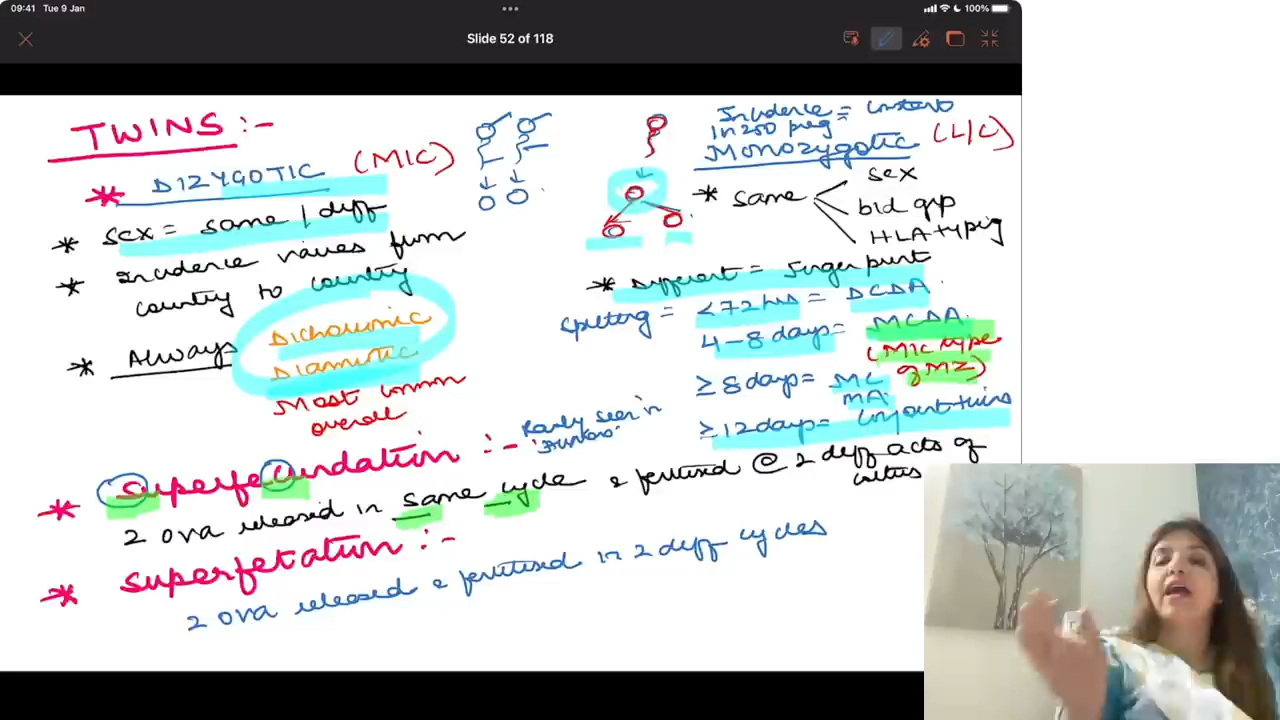 09:41 Tue 9 Jan
100%
Slide 52 of 118
TWINS :-
* DIZYGOTIC (M/C)
* sex = same / diff
* incidence varies from
country to country
* Always Dichorionic
Diamniotic
Most common
overall
Incidence = constant
1 in 250 preg
Monozygotic (L/C)
* same
sex
bld grp
HLA typing
* Different = finger print
Splitting = <72 hrs = DCDA
4-8 days = MCDA
(M/C type
of MZ)
≥ 8 days = MC
MA
≥ 12 days = conjoint twins
* Superfecundation :- Rarely seen in
2 ova released in same cycle & fertilised @ 2 diff acts of
coitus
* Superfetation :-
2 ova released & fertilised in 2 diff cycles